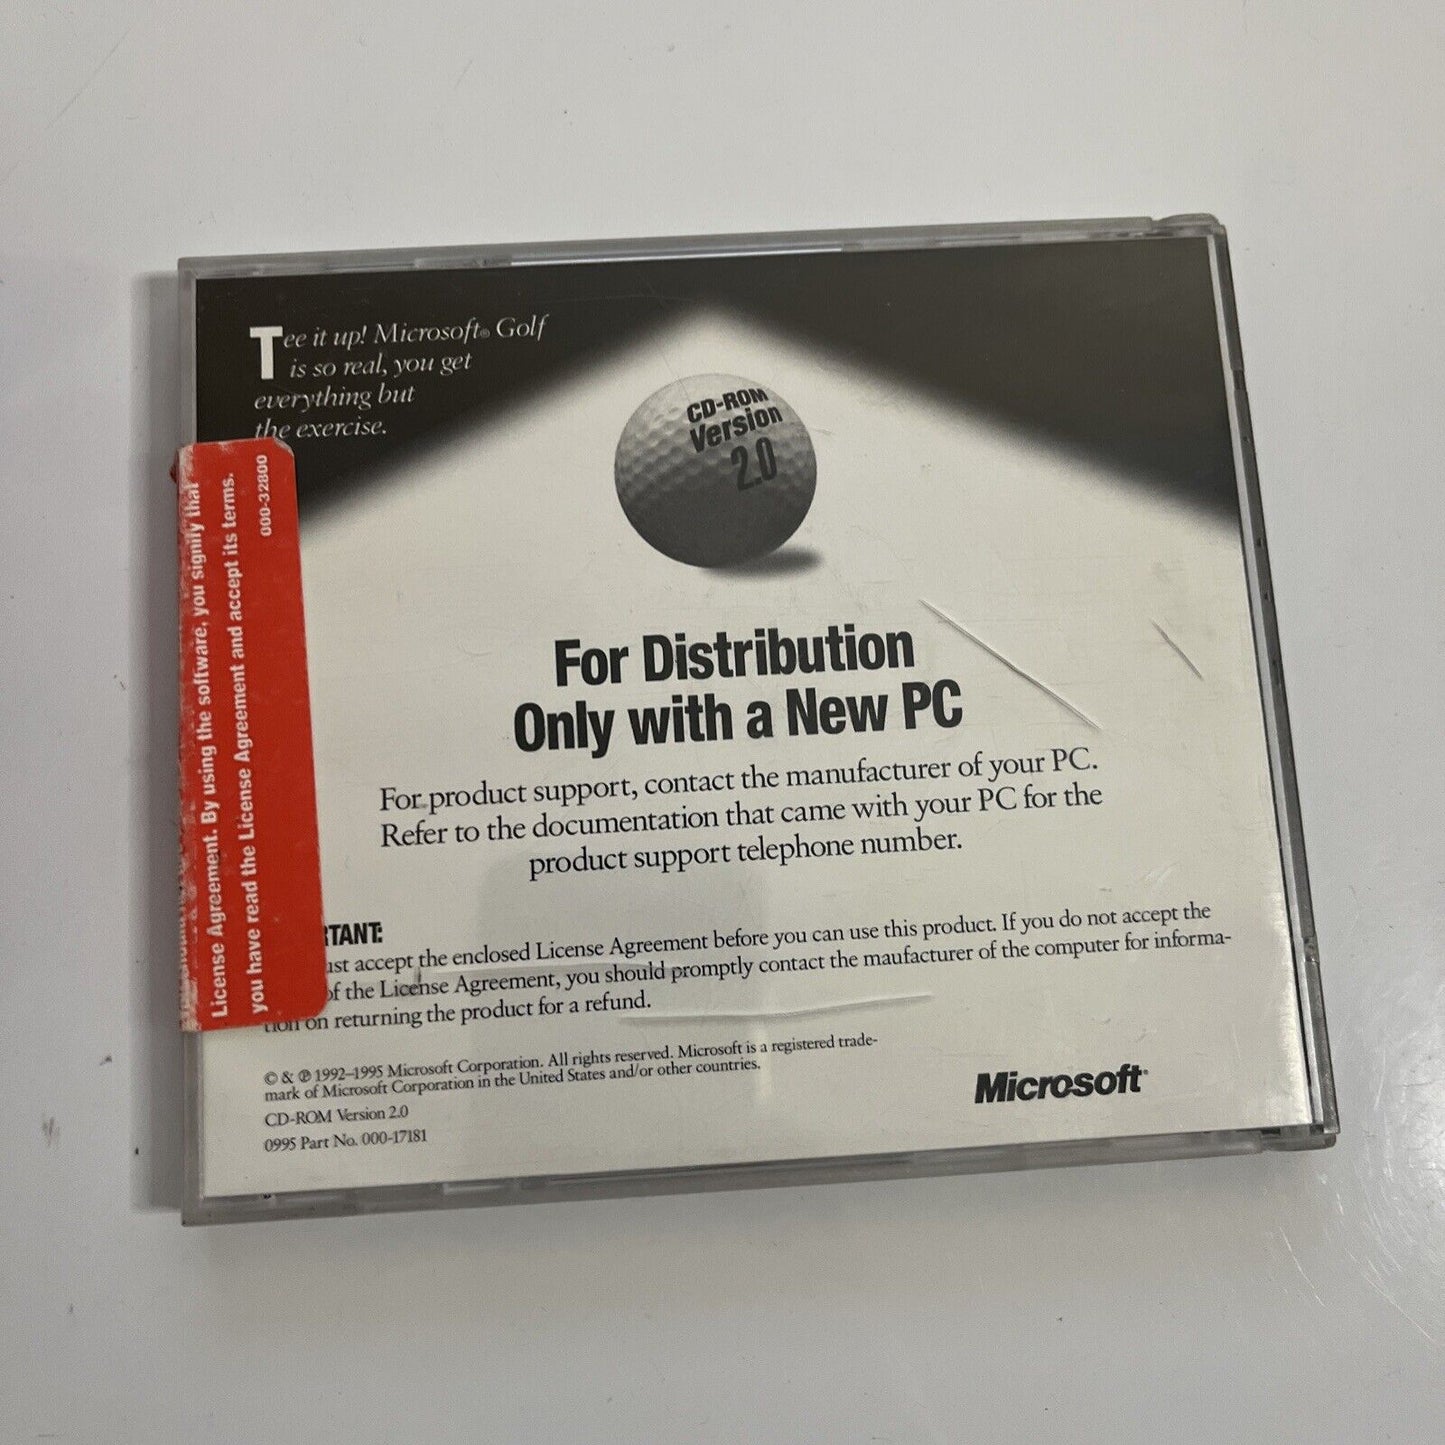 Tee it up! Microsoft® Golf
is so real, you get
everything but
the exercise.
CD-ROM
Version
2.0
For Distribution
Only with a New PC
For product support, contact the manufacturer of your PC.
Refer to the documentation that came with your PC for the
product support telephone number.
TANT:
ust accept the enclosed License Agreement before you can use this product. If you do not accept the
of the License Agreement, you should promptly contact the maufacturer of the computer for informa-
tion on returning the product for a refund.
© & ℗ 1992–1995 Microsoft Corporation. All rights reserved. Microsoft is a registered trade-
mark of Microsoft Corporation in the United States and/or other countries.
CD-ROM Version 2.0
0995 Part No. 000-17181
Microsoft®
License Agreement. By using the software, you signify that
you have read the License Agreement and accept its terms.
000-32800